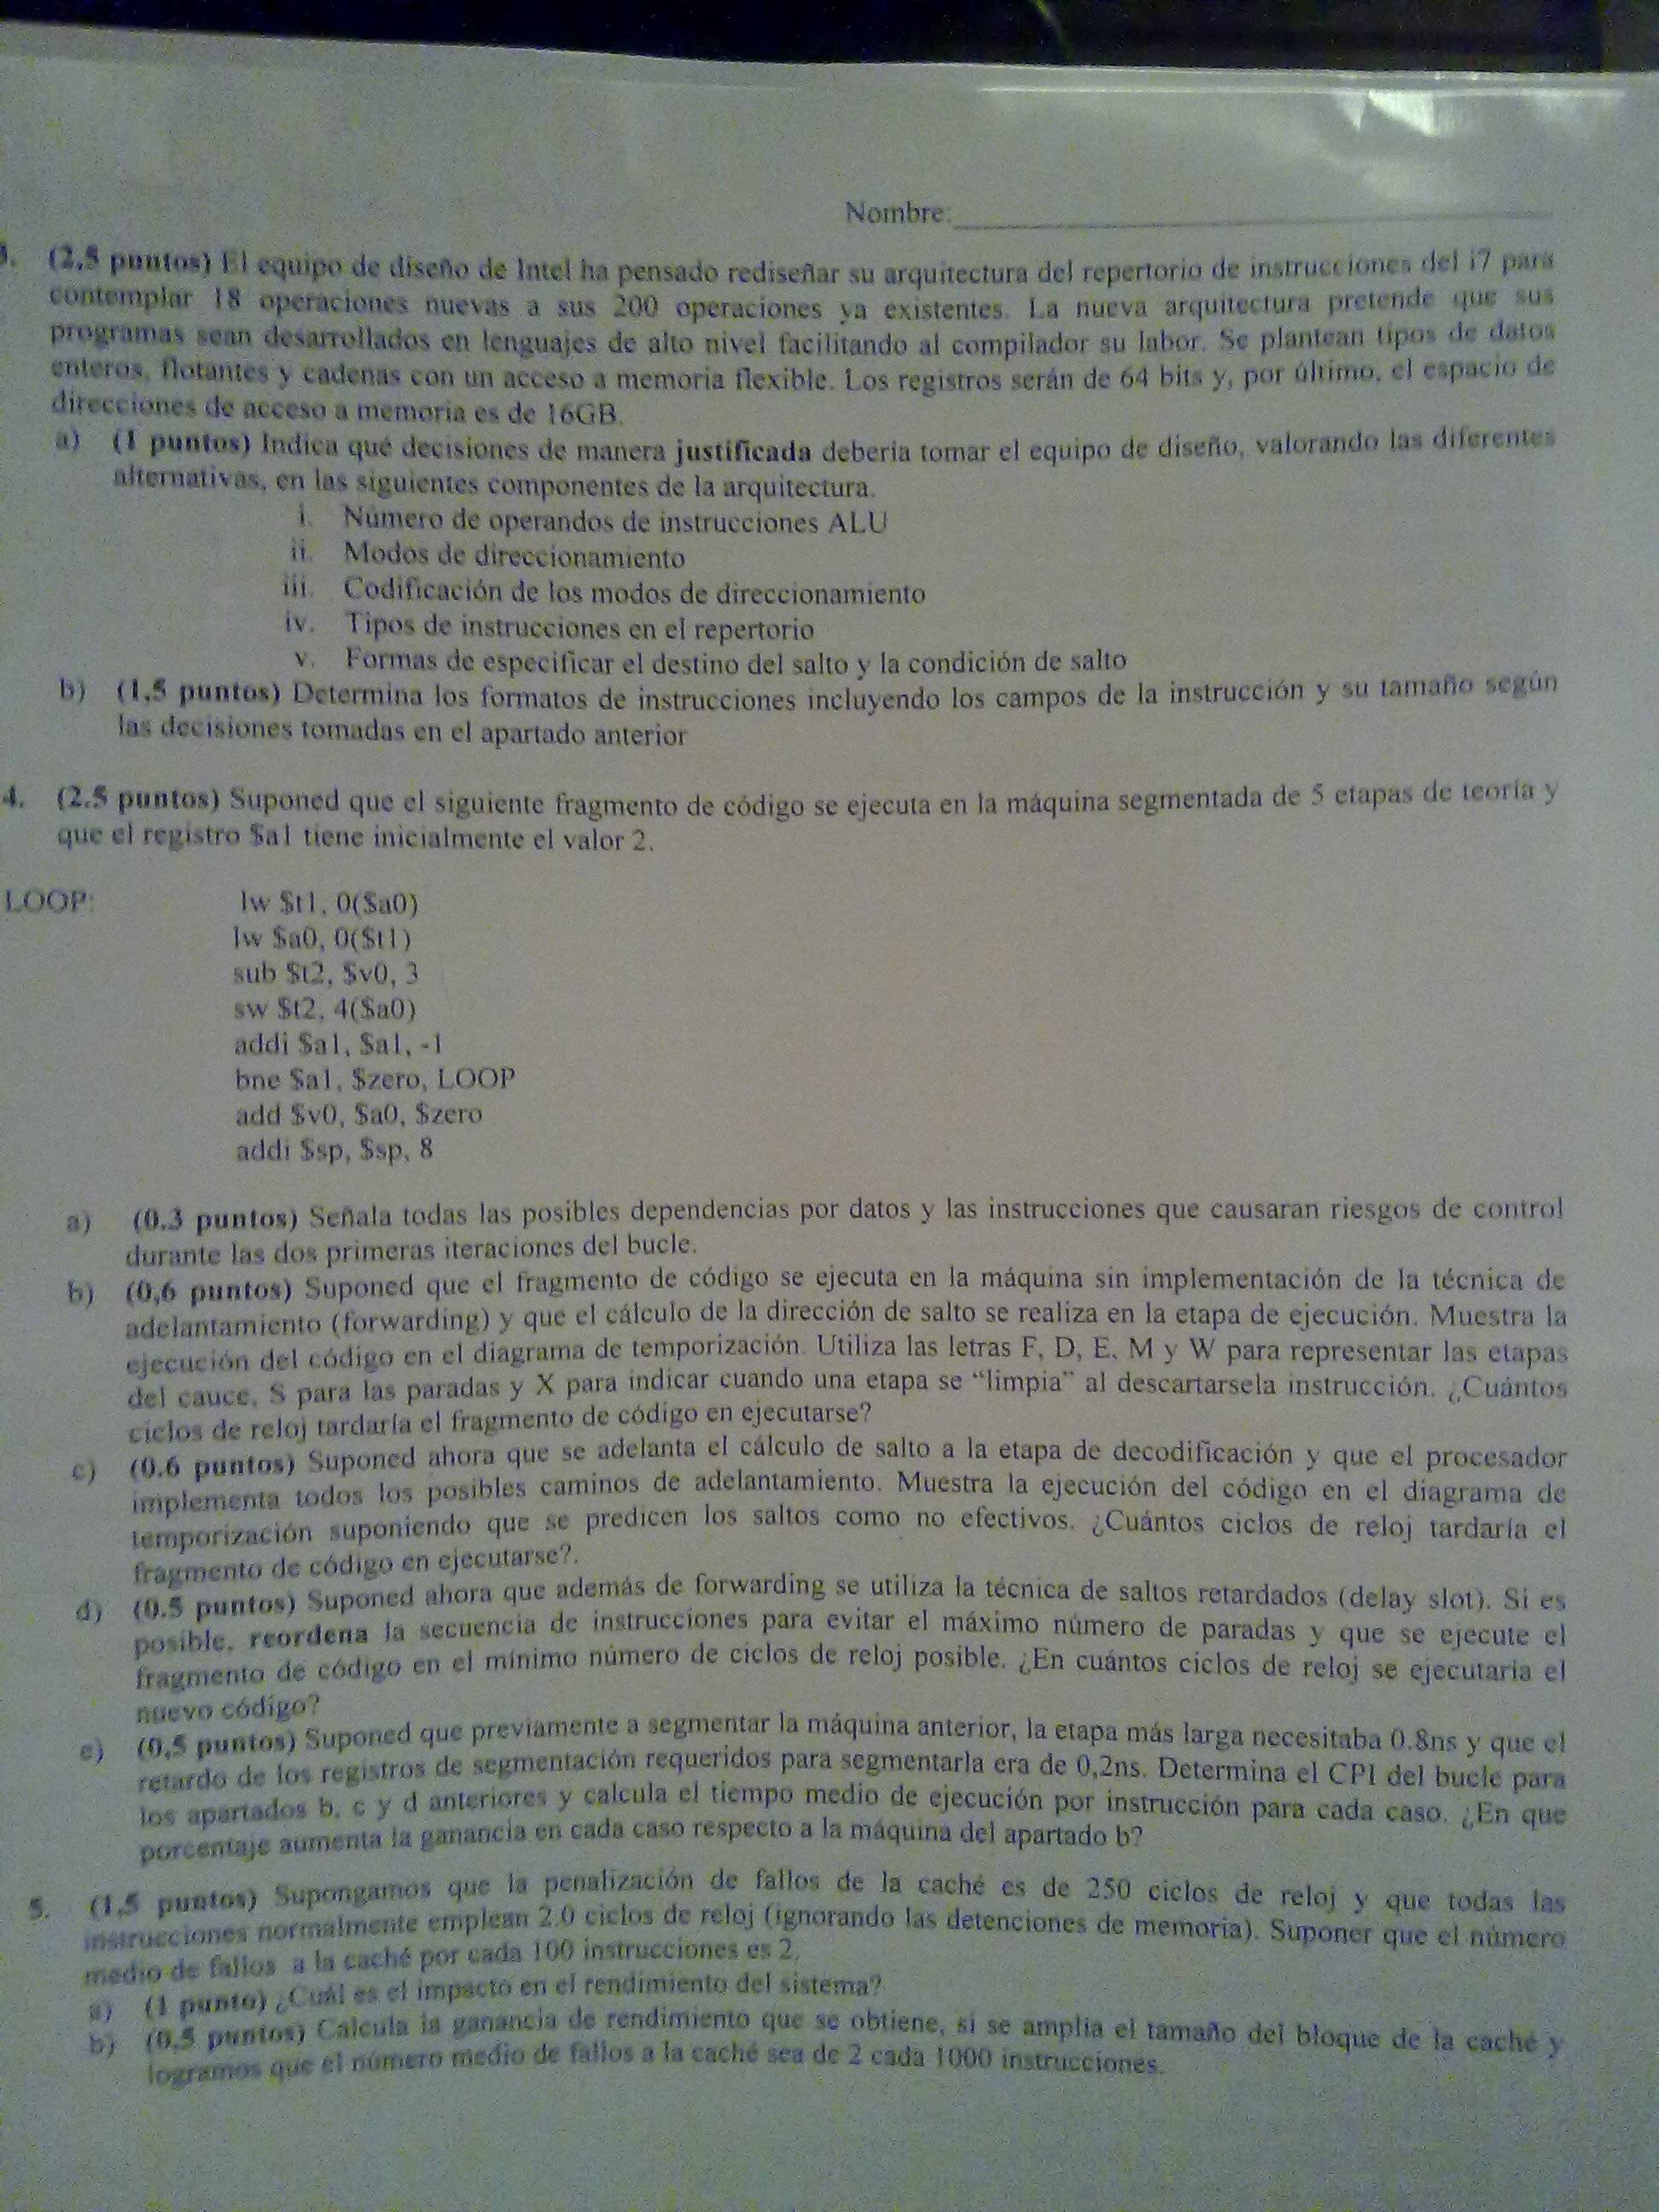 Nombre:
3. (2,5 puntos) El equipo de diseño de Intel ha pensado rediseñar su arquitectura del repertorio de instrucciones del i7 para
contemplar 18 operaciones nuevas a sus 200 operaciones ya existentes. La nueva arquitectura pretende que sus
programas sean desarrollados en lenguajes de alto nivel facilitando al compilador su labor. Se plantean tipos de datos
enteros, flotantes y cadenas con un acceso a memoria flexible. Los registros serán de 64 bits y, por último, el espacio de
direcciones de acceso a memoria es de 16GB.
a) (1 puntos) Indica qué decisiones de manera justificada debería tomar el equipo de diseño, valorando las diferentes
alternativas, en las siguientes componentes de la arquitectura.
i. Número de operandos de instrucciones ALU
ii. Modos de direccionamiento
iii. Codificación de los modos de direccionamiento
iv. Tipos de instrucciones en el repertorio
v. Formas de especificar el destino del salto y la condición de salto
b) (1,5 puntos) Determina los formatos de instrucciones incluyendo los campos de la instrucción y su tamaño según
las decisiones tomadas en el apartado anterior
4. (2.5 puntos) Suponed que el siguiente fragmento de código se ejecuta en la máquina segmentada de 5 etapas de teoría y
que el registro $a1 tiene inicialmente el valor 2.
LOOP: lw $t1, 0($a0)
lw $a0, 0($t1)
sub $t2, $v0, 3
sw $t2, 4($a0)
addi $a1, $a1, -1
bne $a1, $zero, LOOP
add $v0, $a0, $zero
addi $sp, $sp, 8
a) (0.3 puntos) Señala todas las posibles dependencias por datos y las instrucciones que causaran riesgos de control
durante las dos primeras iteraciones del bucle.
b) (0,6 puntos) Suponed que el fragmento de código se ejecuta en la máquina sin implementación de la técnica de
adelantamiento (forwarding) y que el cálculo de la dirección de salto se realiza en la etapa de ejecución. Muestra la
ejecución del código en el diagrama de temporización. Utiliza las letras F, D, E, M y W para representar las etapas
del cauce, S para las paradas y X para indicar cuando una etapa se “limpia” al descartarsela instrucción. ¿Cuántos
ciclos de reloj tardaría el fragmento de código en ejecutarse?
c) (0.6 puntos) Suponed ahora que se adelanta el cálculo de salto a la etapa de decodificación y que el procesador
implementa todos los posibles caminos de adelantamiento. Muestra la ejecución del código en el diagrama de
temporización suponiendo que se predicen los saltos como no efectivos. ¿Cuántos ciclos de reloj tardaría el
fragmento de código en ejecutarse?.
d) (0.5 puntos) Suponed ahora que además de forwarding se utiliza la técnica de saltos retardados (delay slot). Si es
posible, reordena la secuencia de instrucciones para evitar el máximo número de paradas y que se ejecute el
fragmento de código en el mínimo número de ciclos de reloj posible. ¿En cuántos ciclos de reloj se ejecutaría el
nuevo código?
e) (0,5 puntos) Suponed que previamente a segmentar la máquina anterior, la etapa más larga necesitaba 0.8ns y que el
retardo de los registros de segmentación requeridos para segmentarla era de 0,2ns. Determina el CPI del bucle para
los apartados b, c y d anteriores y calcula el tiempo medio de ejecución por instrucción para cada caso. ¿En que
porcentaje aumenta la ganancia en cada caso respecto a la máquina del apartado b?
5. (1,5 puntos) Supongamos que la penalización de fallos de la caché es de 250 ciclos de reloj y que todas las
instrucciones normalmente emplean 2.0 ciclos de reloj (ignorando las detenciones de memoria). Suponer que el número
medio de fallos a la caché por cada 100 instrucciones es 2.
a) (1 punto) ¿Cuál es el impacto en el rendimiento del sistema?
b) (0,5 puntos) Calcula la ganancia de rendimiento que se obtiene, si se amplía el tamaño del bloque de la caché y
logramos que el número medio de fallos a la caché sea de 2 cada 1000 instrucciones.